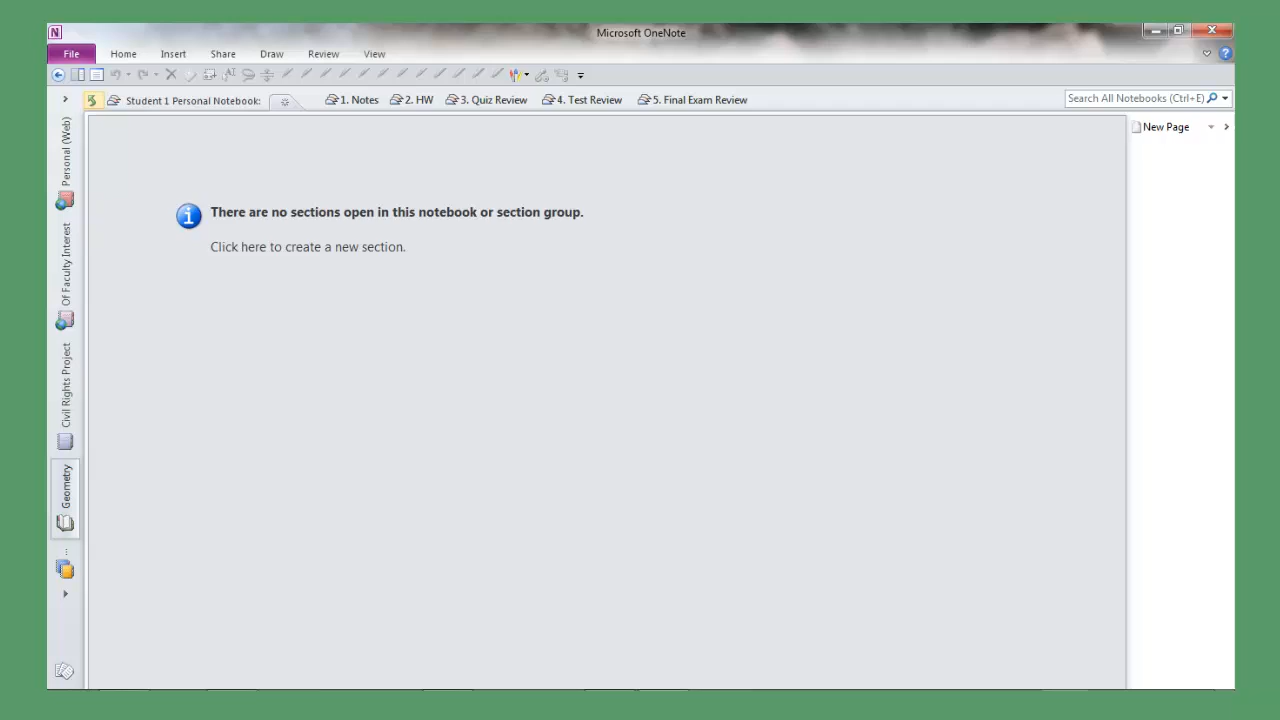 Microsoft OneNote
File Home Insert Share Draw Review View
Student 1 Personal Notebook: 1. Notes 2. HW 3. Quiz Review 4. Test Review 5. Final Exam Review Search All Notebooks (Ctrl+E)
New Page
Personal (Web)
Of Faculty Interest
Civil Rights Project
Geometry
There are no sections open in this notebook or section group.
Click here to create a new section.